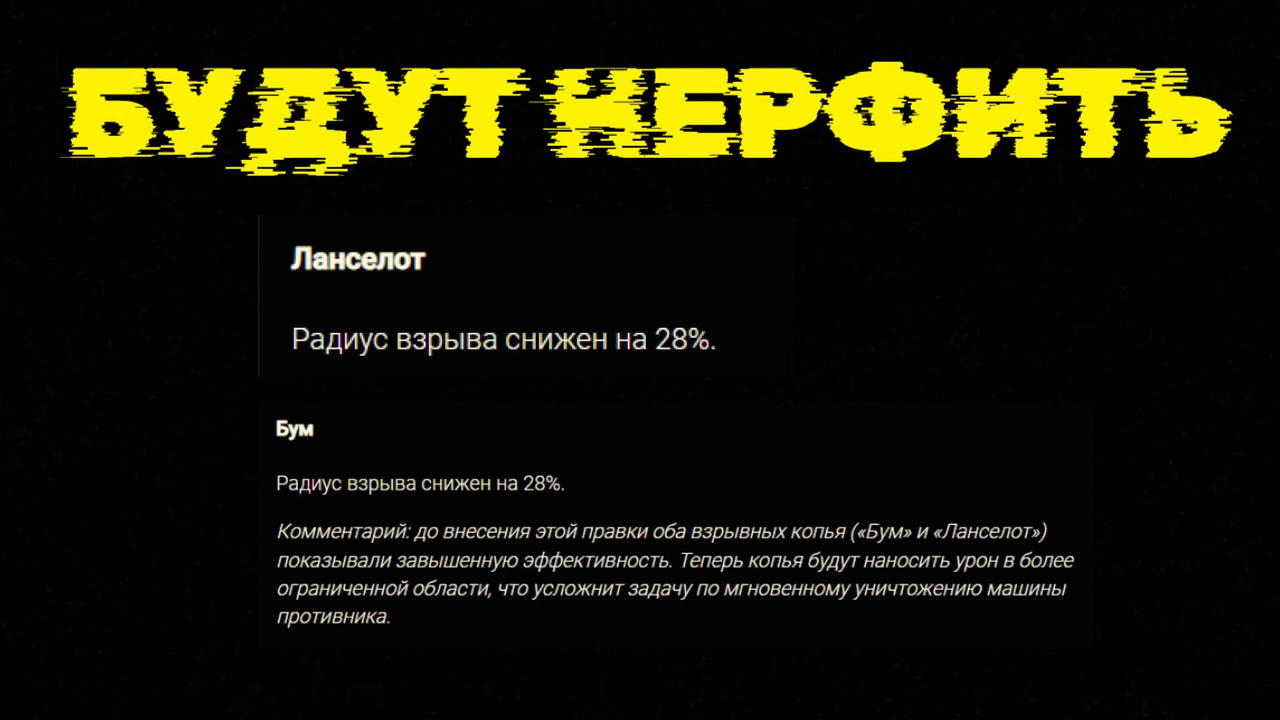 БУДУТ НЕРФИТЬ
Ланселот
Радиус взрыва снижен на 28%.
Бум
Радиус взрыва снижен на 28%.
Комментарий: до внесения этой правки оба взрывных копья («Бум» и «Ланселот»)
показывали завышенную эффективность. Теперь копья будут наносить урон в более
ограниченной области, что усложнит задачу по мгновенному уничтожению машины
противника.